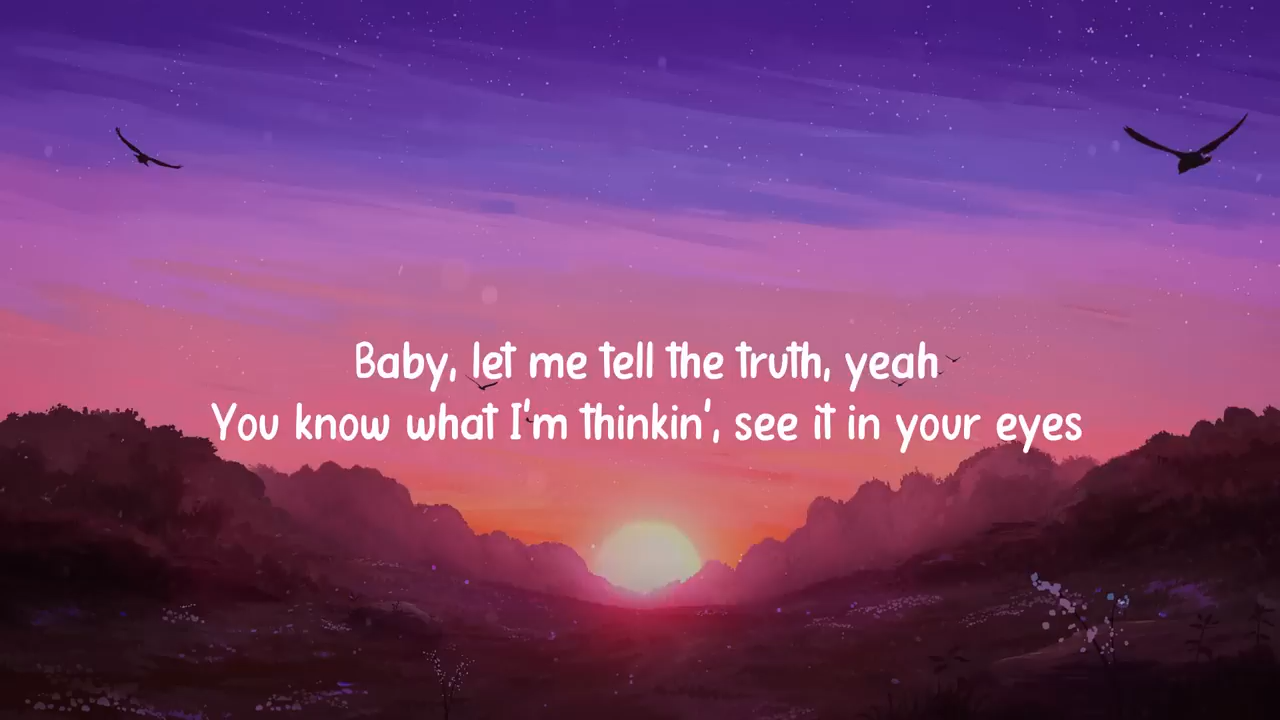 Baby, let me tell the truth, yeah
You know what I'm thinkin', see it in your eyes